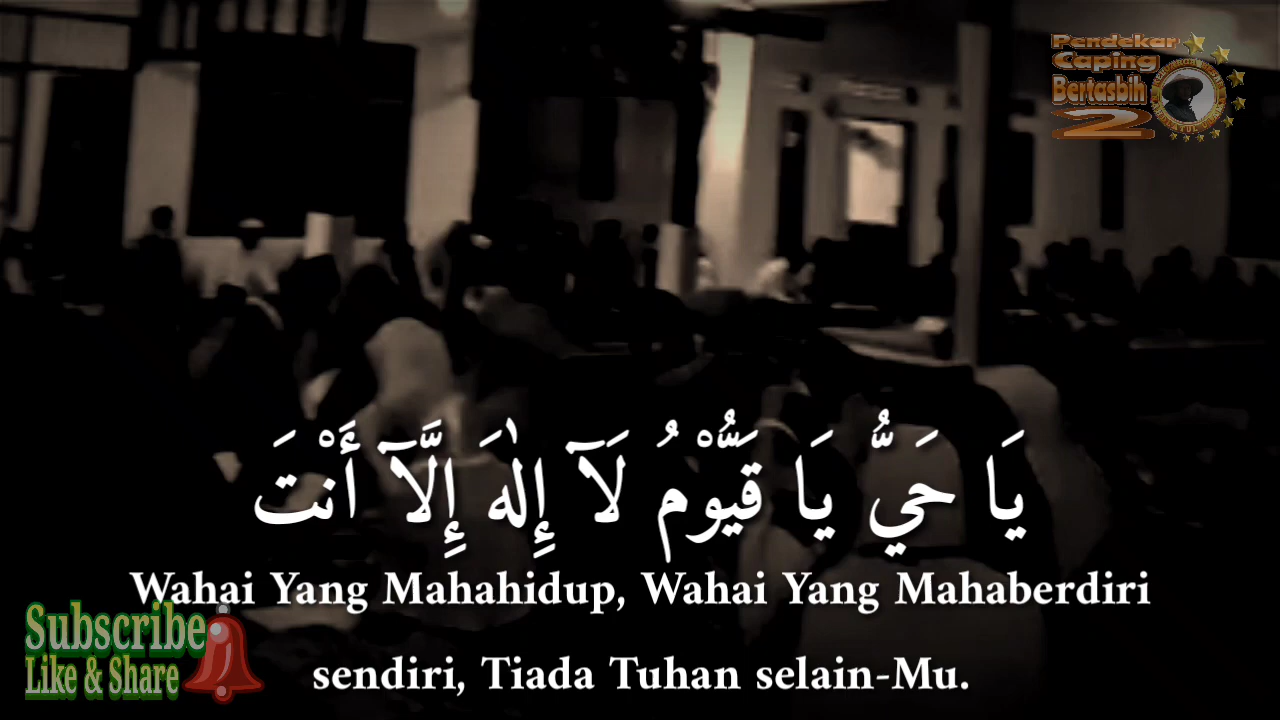 Pendekar
Caping
Bertasbih
2
يَا حَيُّ يَا قَيُّوْمُ لَآ إِلٰهَ إِلَّآ أَنْتَ
Wahai Yang Mahahidup, Wahai Yang Mahaberdiri
sendiri, Tiada Tuhan selain-Mu.
Subscribe
Like & Share